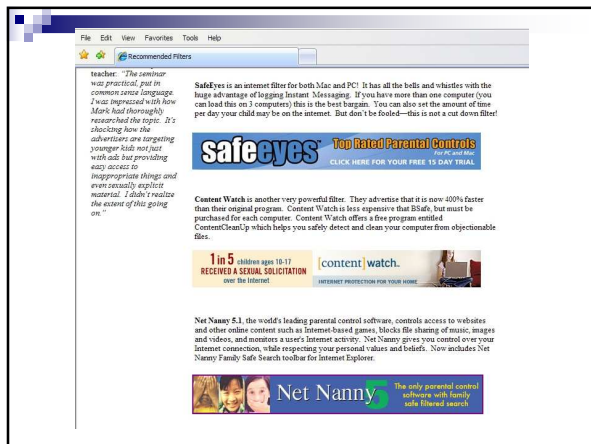 File Edit View Favorites Tools Help
Recommended Filters
teacher: "The seminar
was practical, put in
common sense language.
I was impressed with how
Mark had thoroughly
researched the topic. It's
shocking how the
advertisers are targeting
younger kids not just
with ads but providing
easy access to
inappropriate things and
even sexually explicit
material. I didn't realize
the extent of this going
on."
SafeEyes is an internet filter for both Mac and PC! It has all the bells and whistles with the
huge advantage of logging Instant Messaging. If you have more than one computer (you
can load this on 3 computers) this is the best bargain. You can also set the amount of time
per day your child may be on the internet. But don't be fooled—this is not a cut down filter!
safeeyes
Top Rated Parental Controls
For PC and Mac
CLICK HERE FOR YOUR FREE 15 DAY TRIAL
Content Watch is another very powerful filter. They advertise that it is now 400% faster
than their original program. Content Watch is less expensive that BSafe, but must be
purchased for each computer. Content Watch offers a free program entitled
ContentCleanUp which helps you safely detect and clean your computer from objectionable
files.
1 in 5 children ages 10-17
RECEIVED A SEXUAL SOLICITATION
over the Internet
[content]watch™
INTERNET PROTECTION FOR YOUR HOME
Net Nanny 5.1, the world's leading parental control software, controls access to websites
and other online content such as Internet-based games, blocks file sharing of music, images
and videos, and monitors a user's Internet activity. Net Nanny gives you control over your
Internet connection, while respecting your personal values and beliefs. Now includes Net
Nanny Family Safe Search toolbar for Internet Explorer.
Net Nanny 5
The only parental control
software with family
safe filtered search